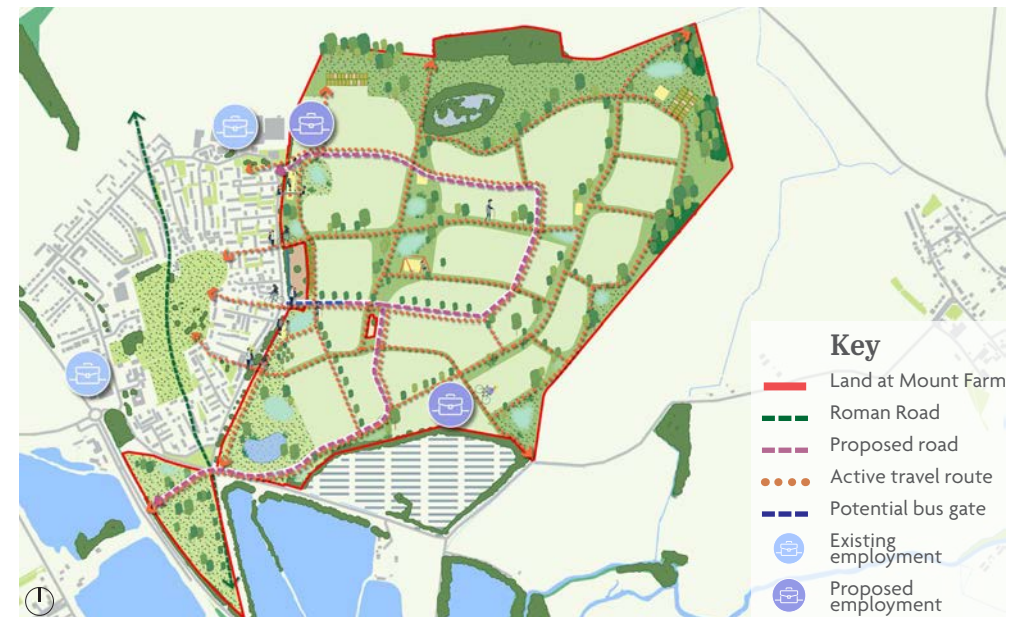 Key
Land at Mount Farm
Roman Road
Proposed road
Active travel route
Potential bus gate
Existing
employment
Proposed
employment